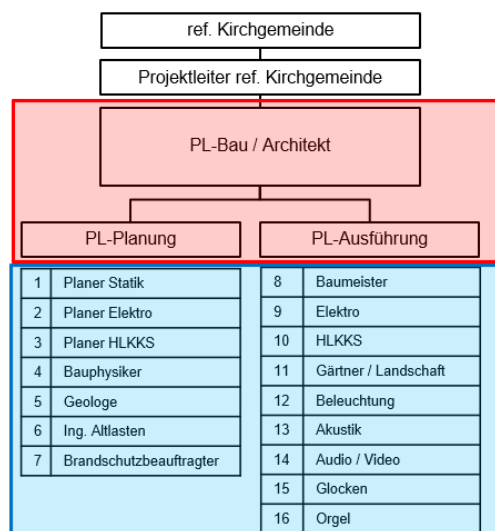 ref. Kirchgemeinde
Projektleiter ref. Kirchgemeinde
PL-Bau / Architekt
PL-Planung
PL-Ausführung
1 Planer Statik
2 Planer Elektro
3 Planer HLKKS
4 Bauphysiker
5 Geologe
6 Ing. Altlasten
7 Brandschutzbeauftragter
8 Baumeister
9 Elektro
10 HLKKS
11 Gärtner / Landschaft
12 Beleuchtung
13 Akustik
14 Audio / Video
15 Glocken
16 Orgel